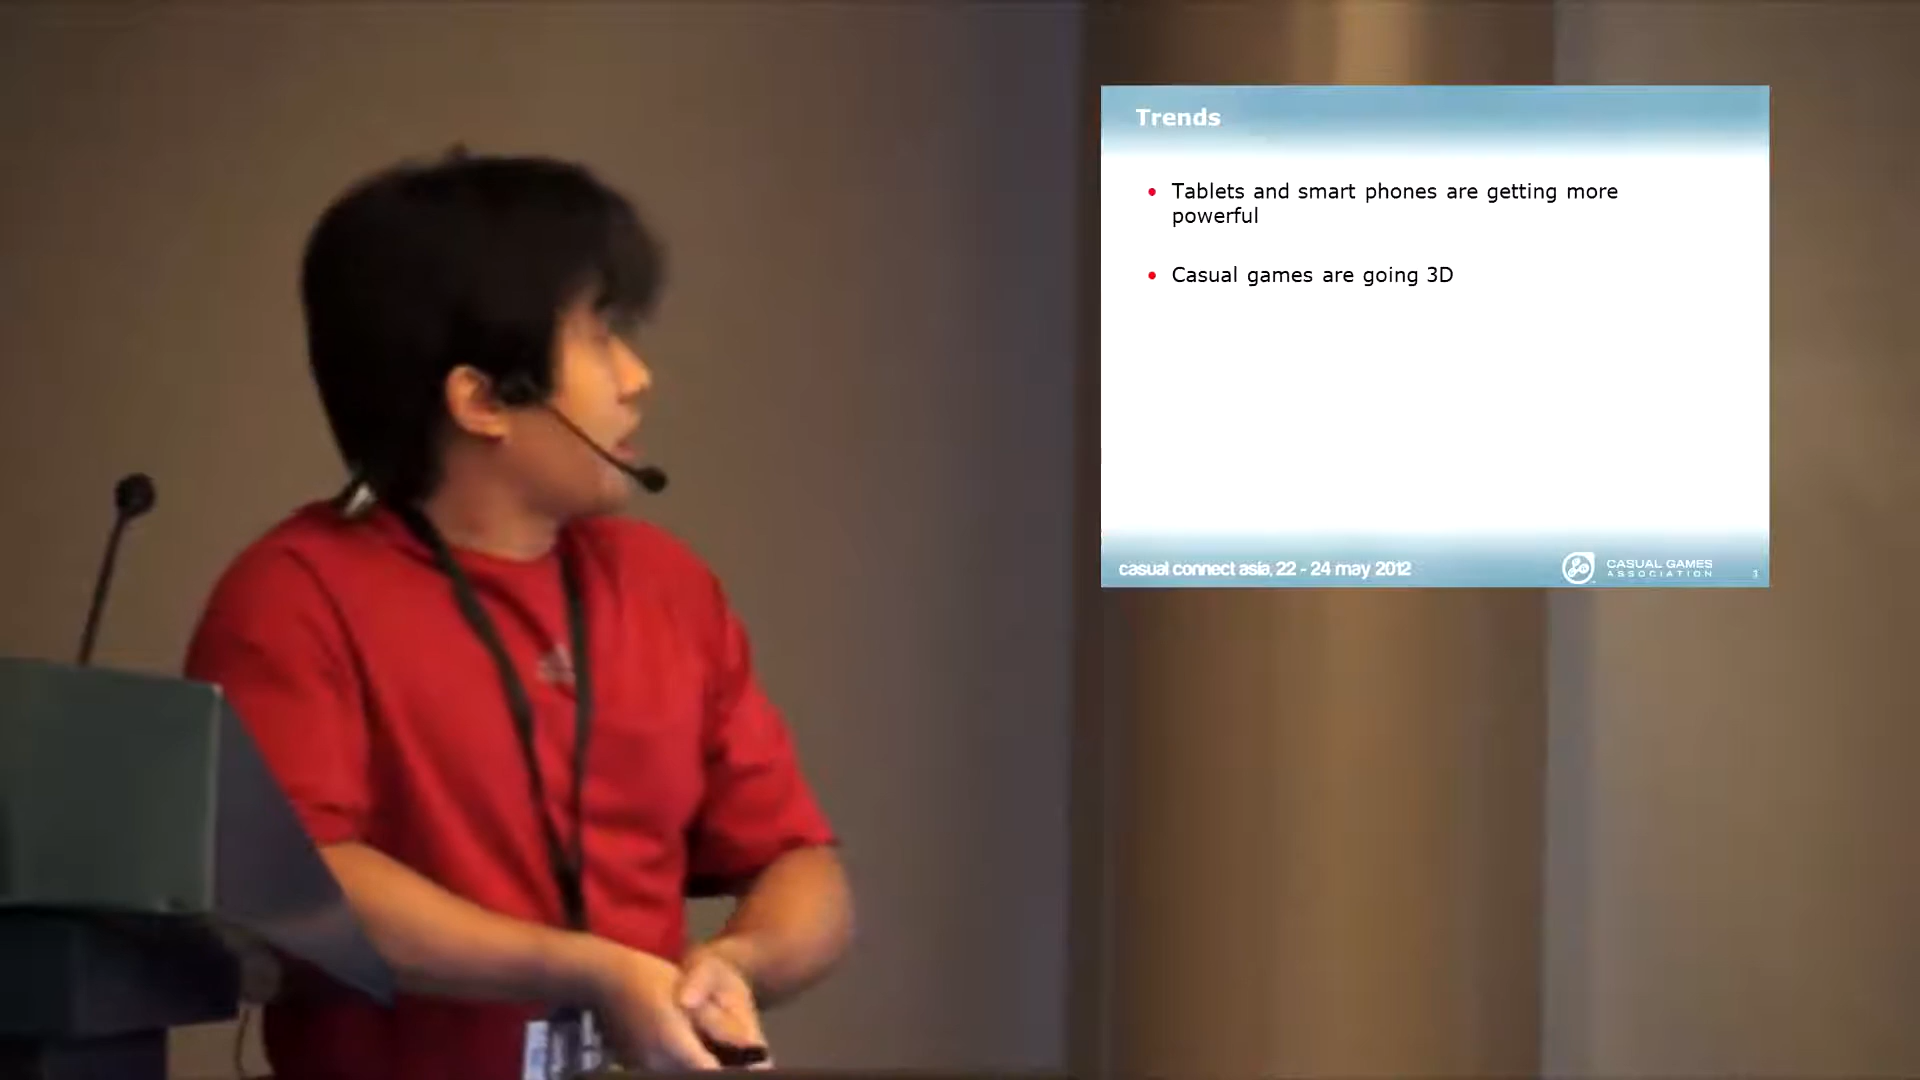 Trends
• Tablets and smart phones are getting more
powerful
• Casual games are going 3D
casual connect asia, 22 - 24 may 2012
CASUAL GAMES
ASSOCIATION
3